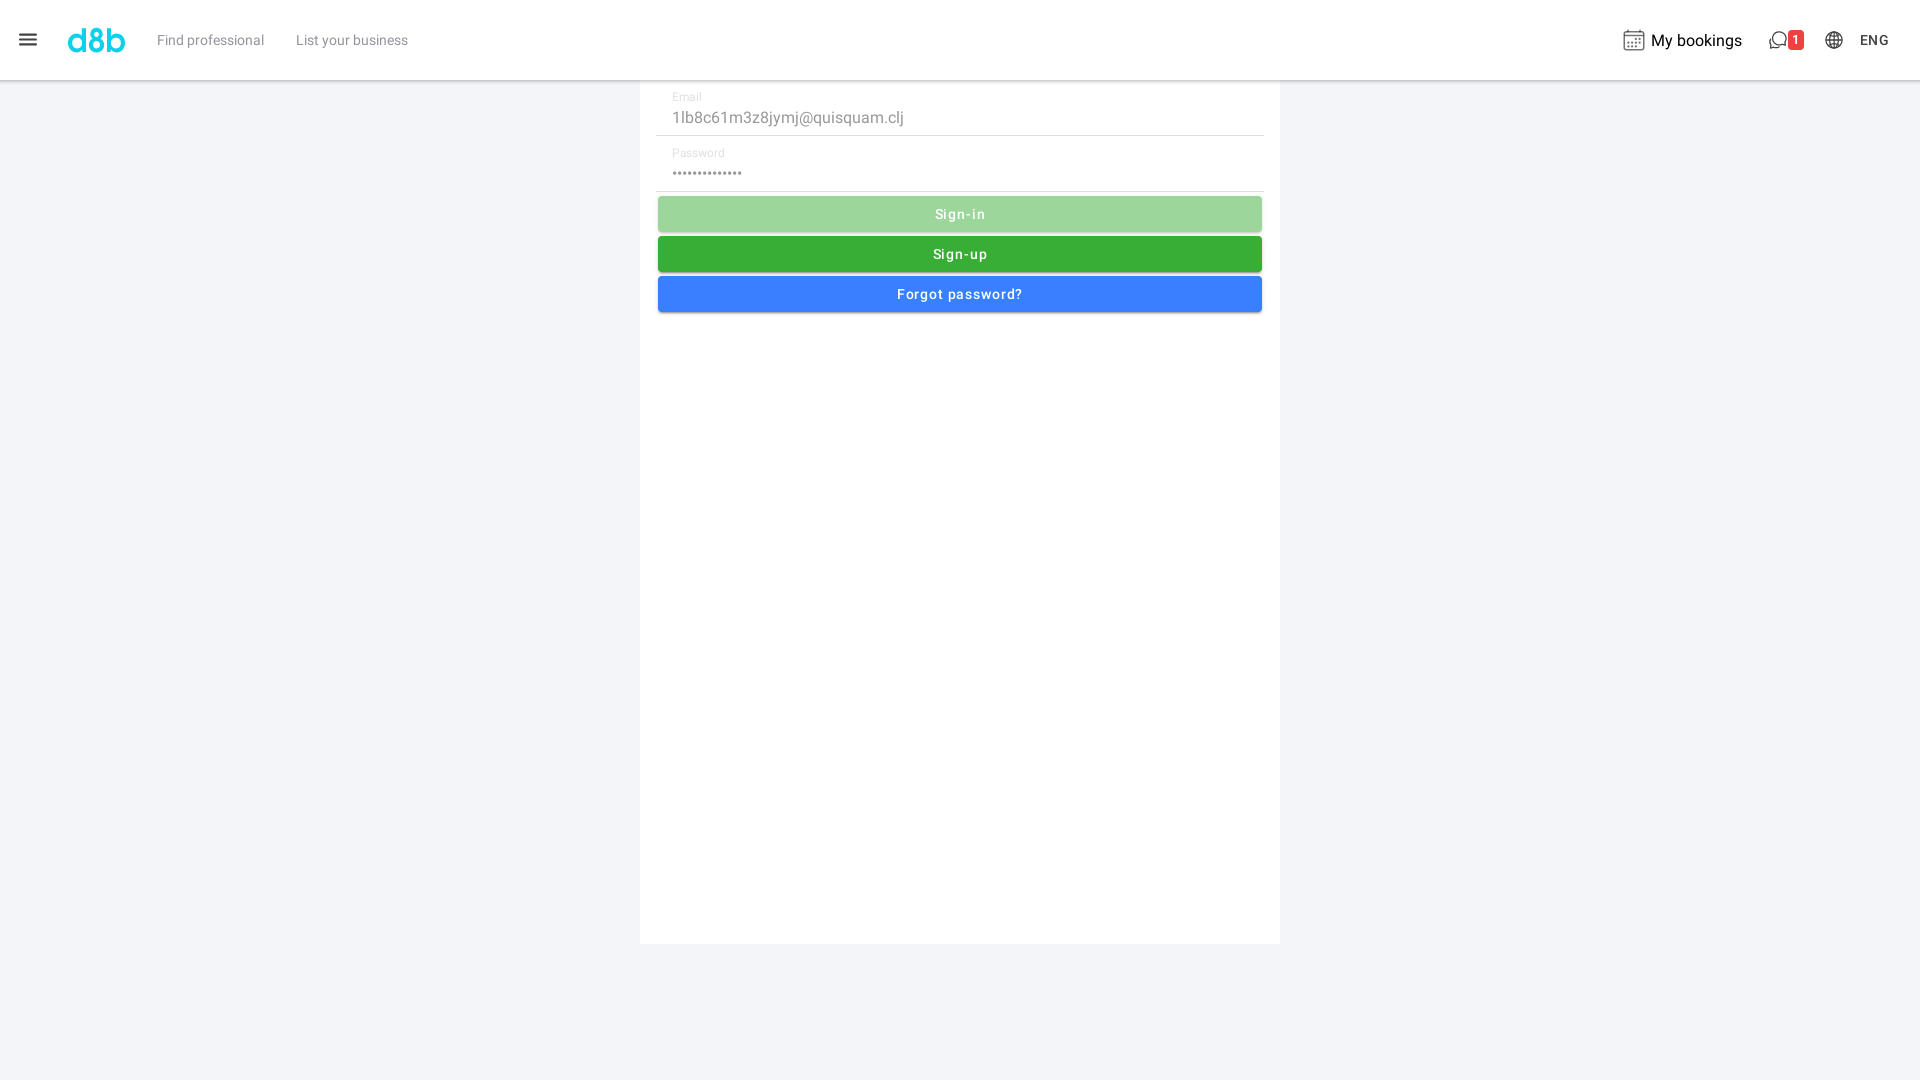 d8b
Find professional
List your business
My bookings
1
ENG
Email
1lb8c61m3z8jymj@quisquam.clj
Password
••••••••••••••
Sign-in
Sign-up
Forgot password?